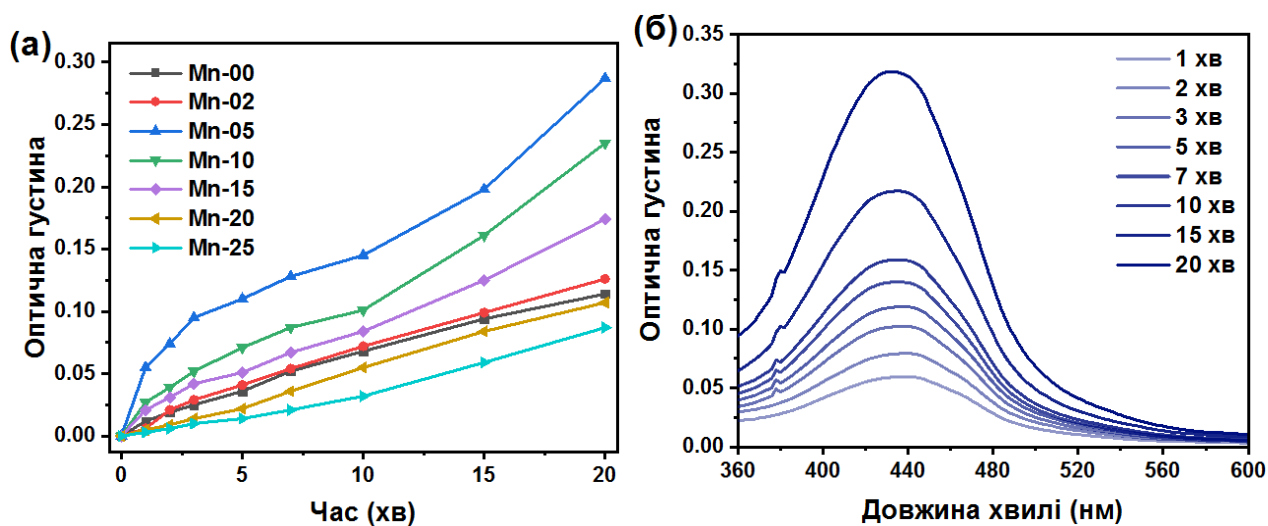 (а)
Оптична густина
0.30
0.25
0.20
0.15
0.10
0.05
0.00
Mn-00
Mn-02
Mn-05
Mn-10
Mn-15
Mn-20
Mn-25
0 5 10 15 20
Час (хв)
(б)
Оптична густина
0.35
0.30
0.25
0.20
0.15
0.10
0.05
0.00
1 хв
2 хв
3 хв
5 хв
7 хв
10 хв
15 хв
20 хв
360 400 440 480 520 560 600
Довжина хвилі (нм)